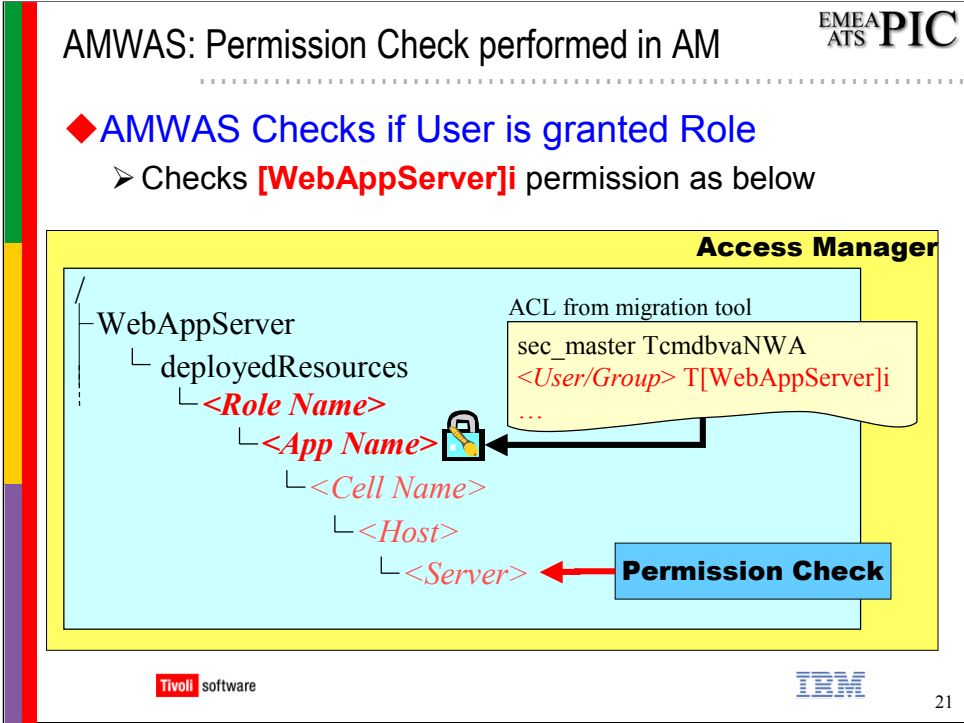 AMWAS: Permission Check performed in AM
EMEA
ATS PIC
AMWAS Checks if User is granted Role
Checks [WebAppServer]i permission as below
Access Manager
/
WebAppServer
deployedResources
<Role Name>
<App Name>
<Cell Name>
<Host>
<Server>
ACL from migration tool
sec_master TcmdbvaNWA
<User/Group> T[WebAppServer]i
…
Permission Check
Tivoli software
IBM
21